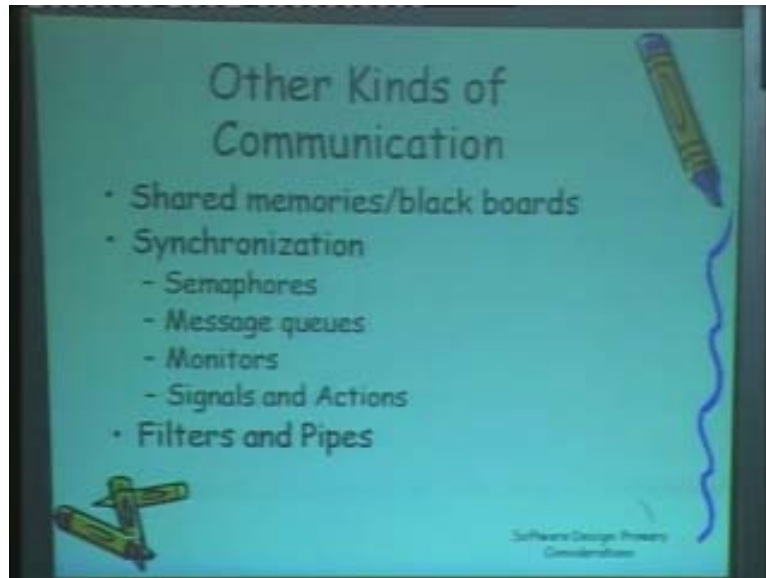 Other Kinds of
Communication
• Shared memories/black boards
• Synchronization
– Semaphores
– Message queues
– Monitors
– Signals and Actions
• Filters and Pipes
Software Design: Primary
Considerations